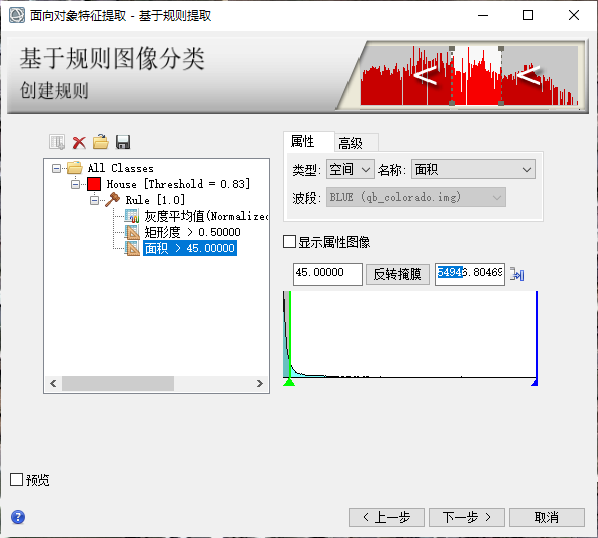 面向对象特征提取 - 基于规则提取
基于规则图像分类
创建规则
属性
高级
All Classes
House [Threshold = 0.83]
Rule [1.0]
灰度平均值(Normalized
矩形度 > 0.50000
面积 > 45.00000
类型: 空间 名称: 面积
波段: BLUE (qb_colorado.img)
显示属性图像
45.00000 反转掩膜 54946.80469
预览
? < 上一步 下一步 > 取消